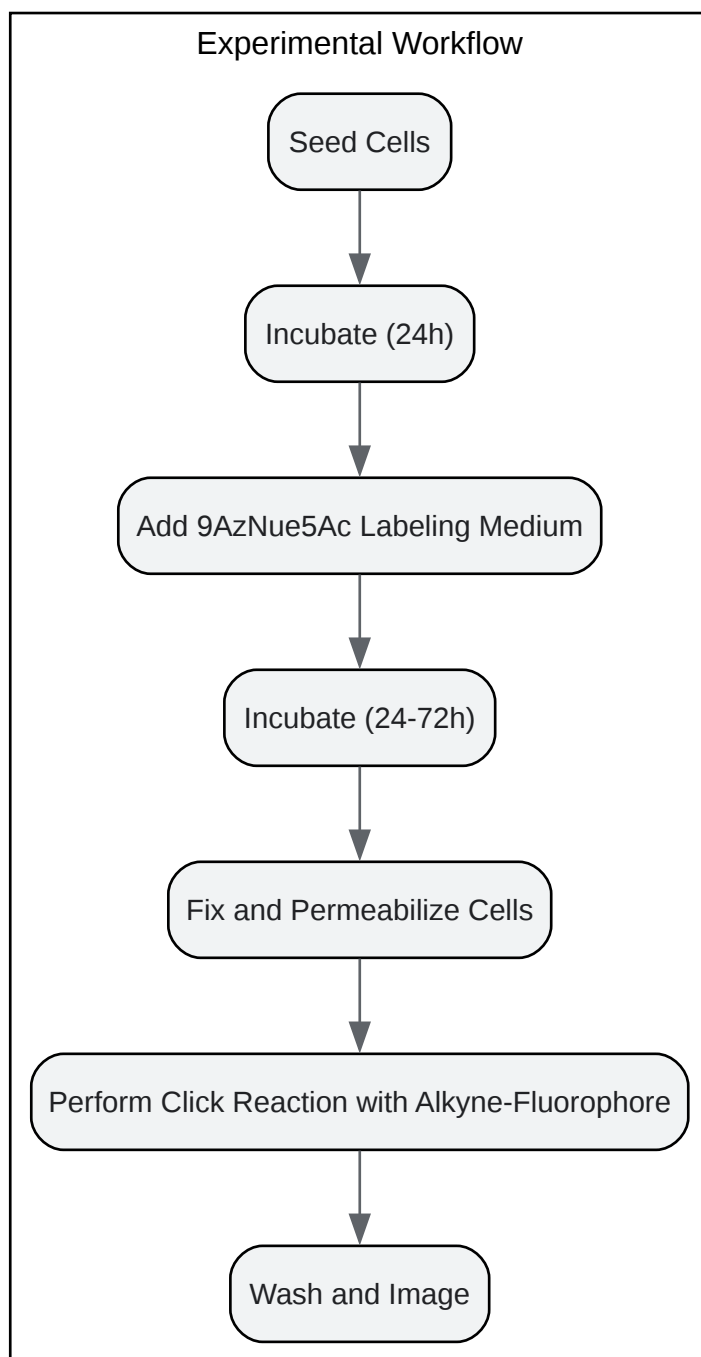 Experimental Workflow
Seed Cells
Incubate (24h)
Add 9AzNue5Ac Labeling Medium
Incubate (24-72h)
Fix and Permeabilize Cells
Perform Click Reaction with Alkyne-Fluorophore
Wash and Image